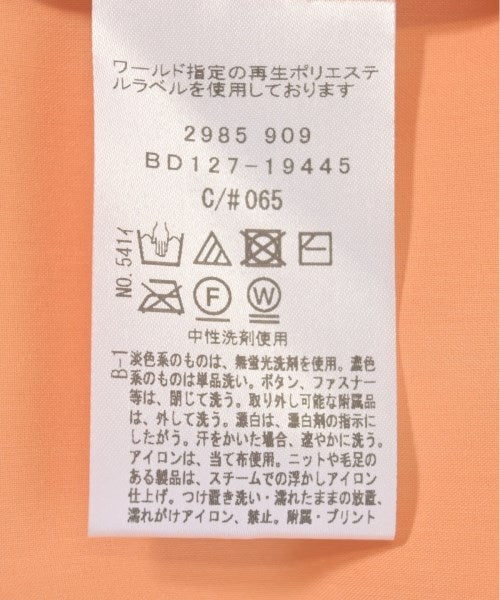 ワールド指定の再生ポリエステ
ルラベルを使用しております
2985 909
BD127-19445
C/#065
NO.5414
F
W
中性洗剤使用
B-1
淡色系のものは、無蛍光洗剤を使用。濃色
系のものは単品洗い。ボタン、ファスナー
等は、閉じて洗う。取り外し可能な附属品
は、外して洗う。漂白は、漂白剤の指示に
したがう。汗をかいた場合、速やかに洗う。
アイロンは、当て布使用。ニットや毛足の
ある製品は、スチームでの浮かしアイロン
仕上げ。つけ置き洗い・濡れたままの放置、
濡れがけアイロン、禁止。附属・プリント